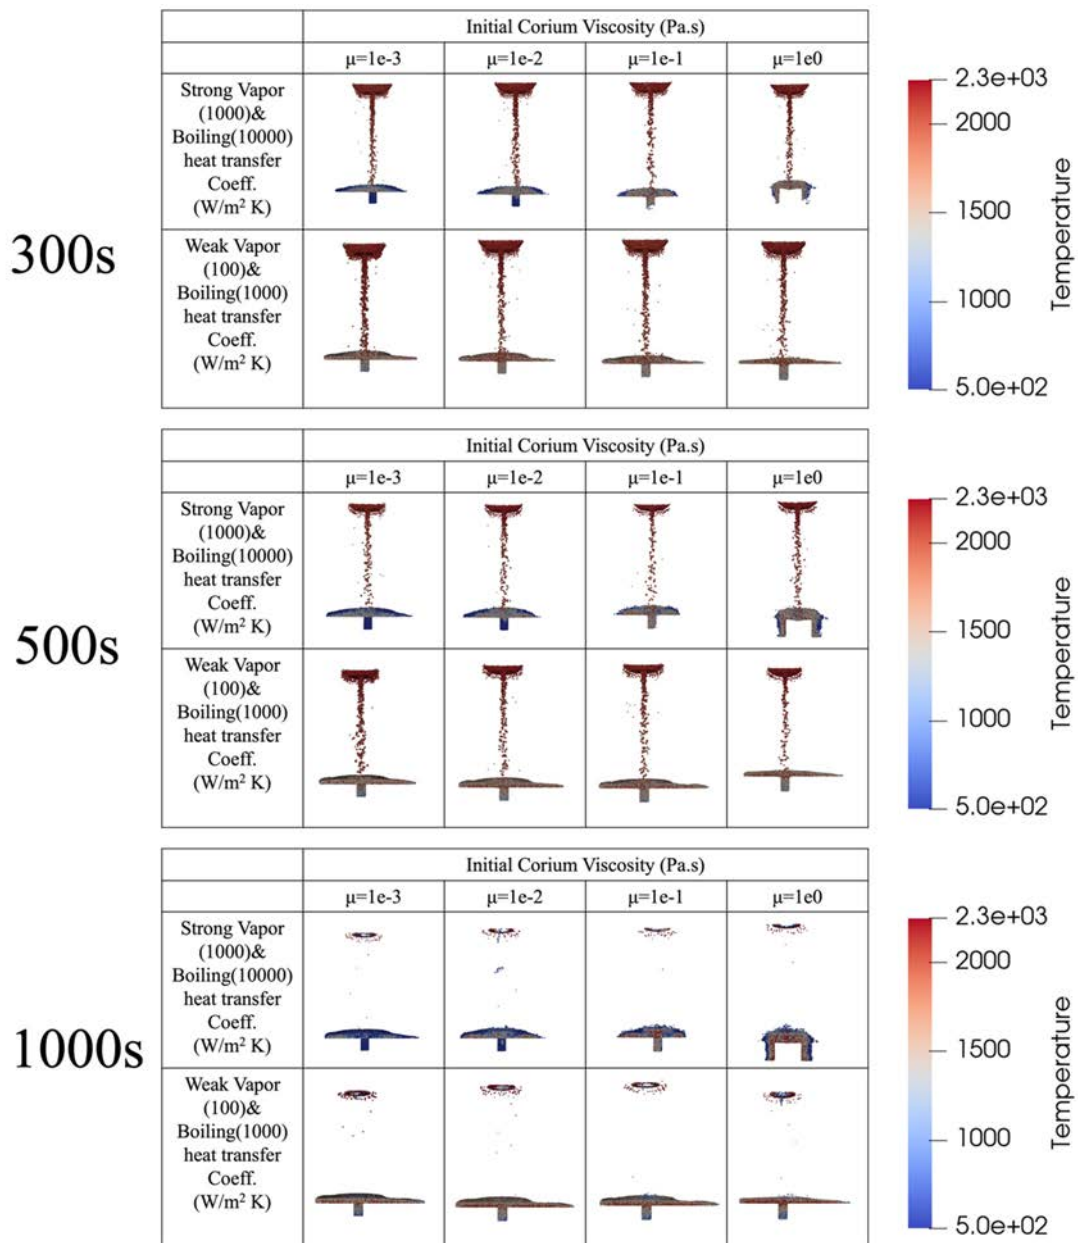 300s
Initial Corium Viscosity (Pa.s)
μ=1e-3 μ=1e-2 μ=1e-1 μ=1e0
Strong Vapor
(1000)&
Boiling(10000)
heat transfer
Coeff.
(W/m² K)
Weak Vapor
(100)&
Boiling(1000)
heat transfer
Coeff.
(W/m² K)
2.3e+03
2000
1500
1000
5.0e+02
Temperature
500s
Initial Corium Viscosity (Pa.s)
μ=1e-3 μ=1e-2 μ=1e-1 μ=1e0
Strong Vapor
(1000)&
Boiling(10000)
heat transfer
Coeff.
(W/m² K)
Weak Vapor
(100)&
Boiling(1000)
heat transfer
Coeff.
(W/m² K)
2.3e+03
2000
1500
1000
5.0e+02
Temperature
1000s
Initial Corium Viscosity (Pa.s)
μ=1e-3 μ=1e-2 μ=1e-1 μ=1e0
Strong Vapor
(1000)&
Boiling(10000)
heat transfer
Coeff.
(W/m² K)
Weak Vapor
(100)&
Boiling(1000)
heat transfer
Coeff.
(W/m² K)
2.3e+03
2000
1500
1000
5.0e+02
Temperature